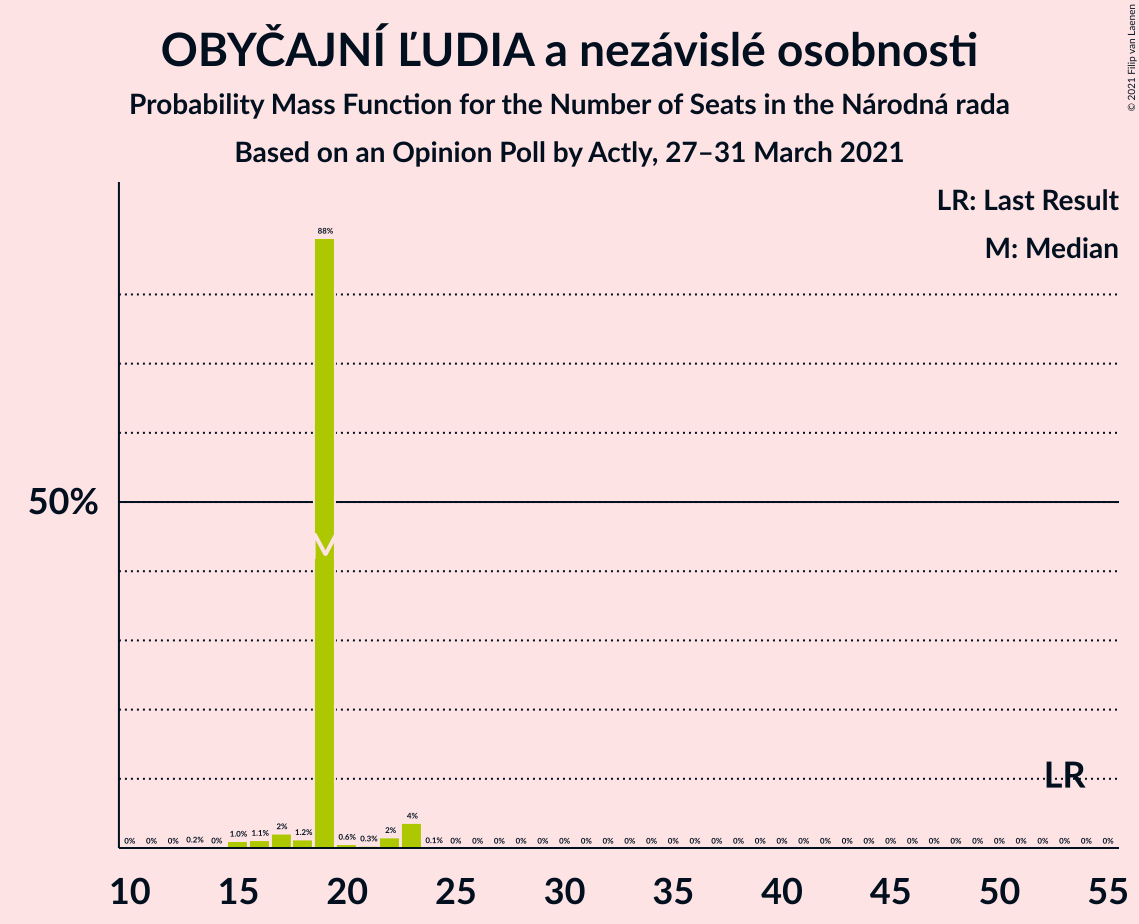 OBYČAJNÍ ĽUDIA a nezávislé osobnosti
Probability Mass Function for the Number of Seats in the Národná rada
Based on an Opinion Poll by Actly, 27–31 March 2021
© 2021 Filip van Laenen
LR: Last Result
M: Median
50%
88%
M
LR
0% 0% 0% 0.2% 0% 1.0% 1.1% 2% 1.2% 0.6% 0.3% 2% 4% 0.1% 0% 0% 0% 0% 0% 0% 0% 0% 0% 0% 0% 0% 0% 0% 0% 0% 0% 0% 0% 0% 0% 0% 0% 0% 0% 0% 0% 0% 0% 0% 0%
10 15 20 25 30 35 40 45 50 55